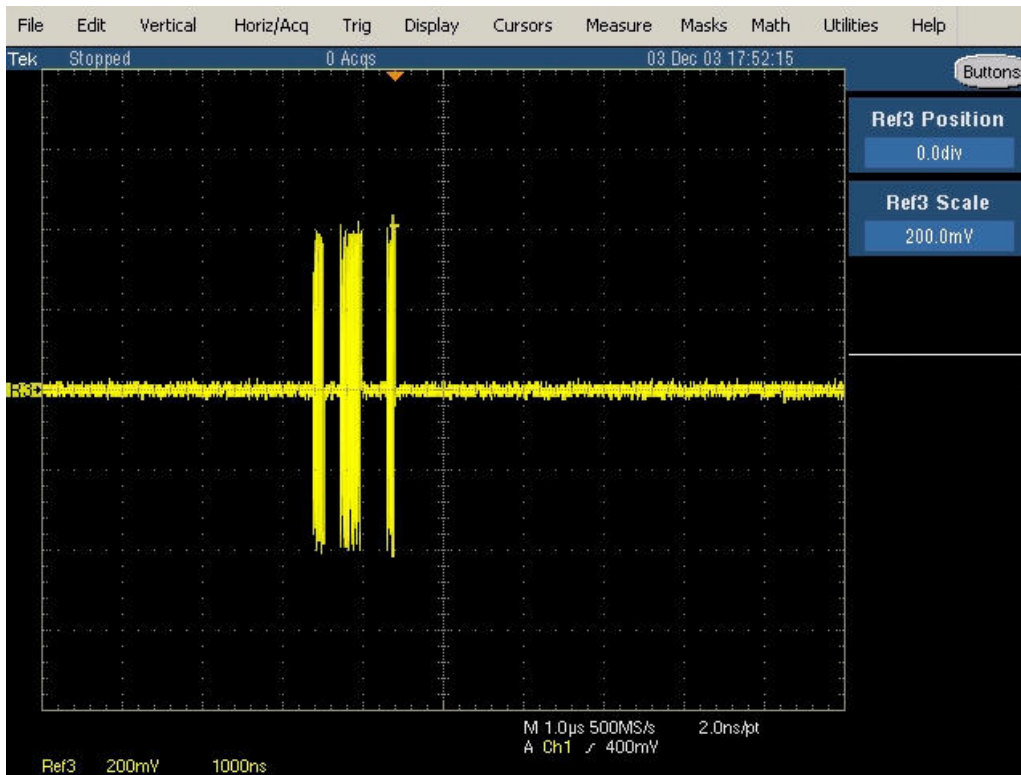 File Edit Vertical Horiz/Acq Trig Display Cursors Measure Masks Math Utilities Help
Tek Stopped 0 Acqs 03 Dec 03 17:52:15
Buttons
Ref3 Position
0.0div
Ref3 Scale
200.0mV
R3
M 1.0µs 500MS/s 2.0ns/pt
A Ch1 / 400mV
Ref3 200mV 1000ns